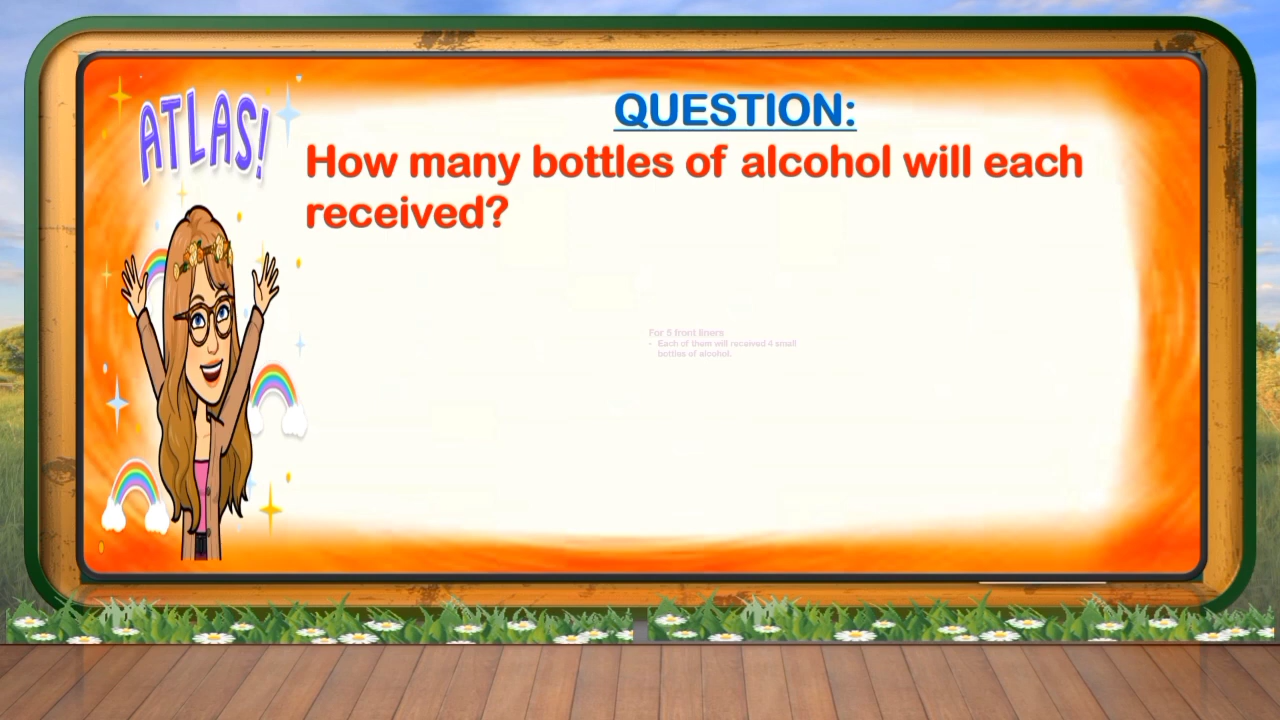 ATLAS!
QUESTION:
How many bottles of alcohol will each
received?
For 5 front liners
• Each of them will received 4 small
bottles of alcohol.